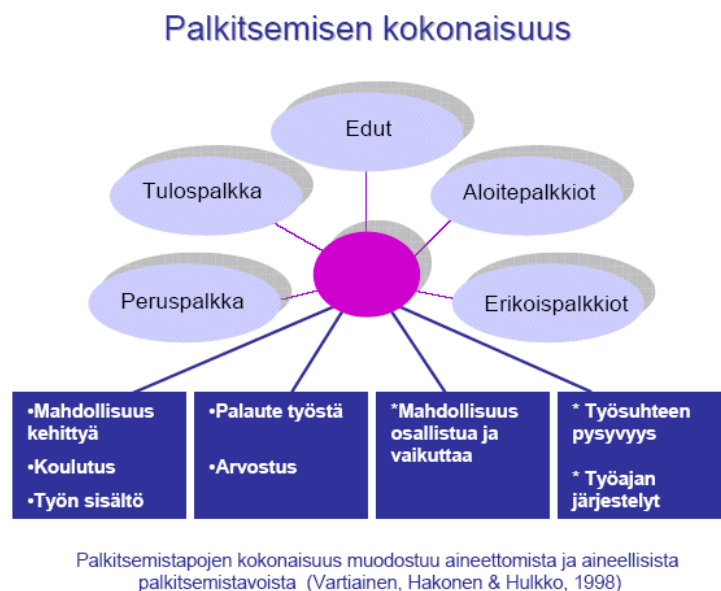 Palkitsemisen kokonaisuus
Edut
Tulospalkka
Aloitepalkkiot
Peruspalkka
Erikoispalkkiot
•Mahdollisuus
kehittyä
•Koulutus
•Työn sisältö
•Palaute työstä
•Arvostus
*Mahdollisuus
osallistua ja
vaikuttaa
* Työsuhteen
pysyvyys
* Työajan
järjestelyt
Palkitsemistapojen kokonaisuus muodostuu aineettomista ja aineellisista
palkitsemistavoista (Vartiainen, Hakonen & Hulkko, 1998)